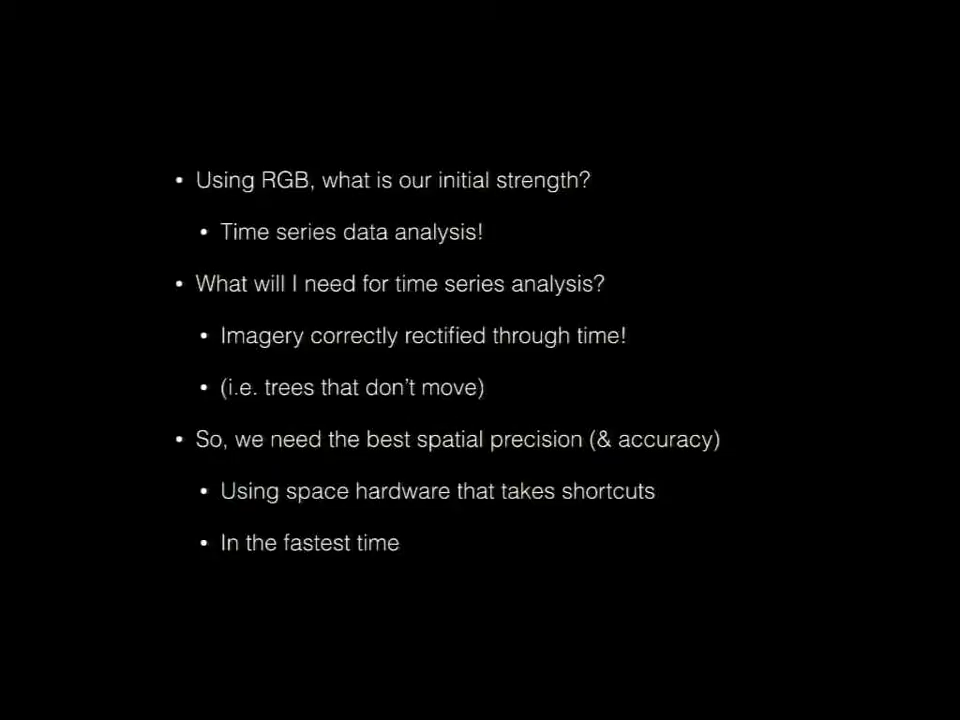 • Using RGB, what is our initial strength?
• Time series data analysis!
• What will I need for time series analysis?
• Imagery correctly rectified through time!
• (i.e. trees that don't move)
• So, we need the best spatial precision (& accuracy)
• Using space hardware that takes shortcuts
• In the fastest time